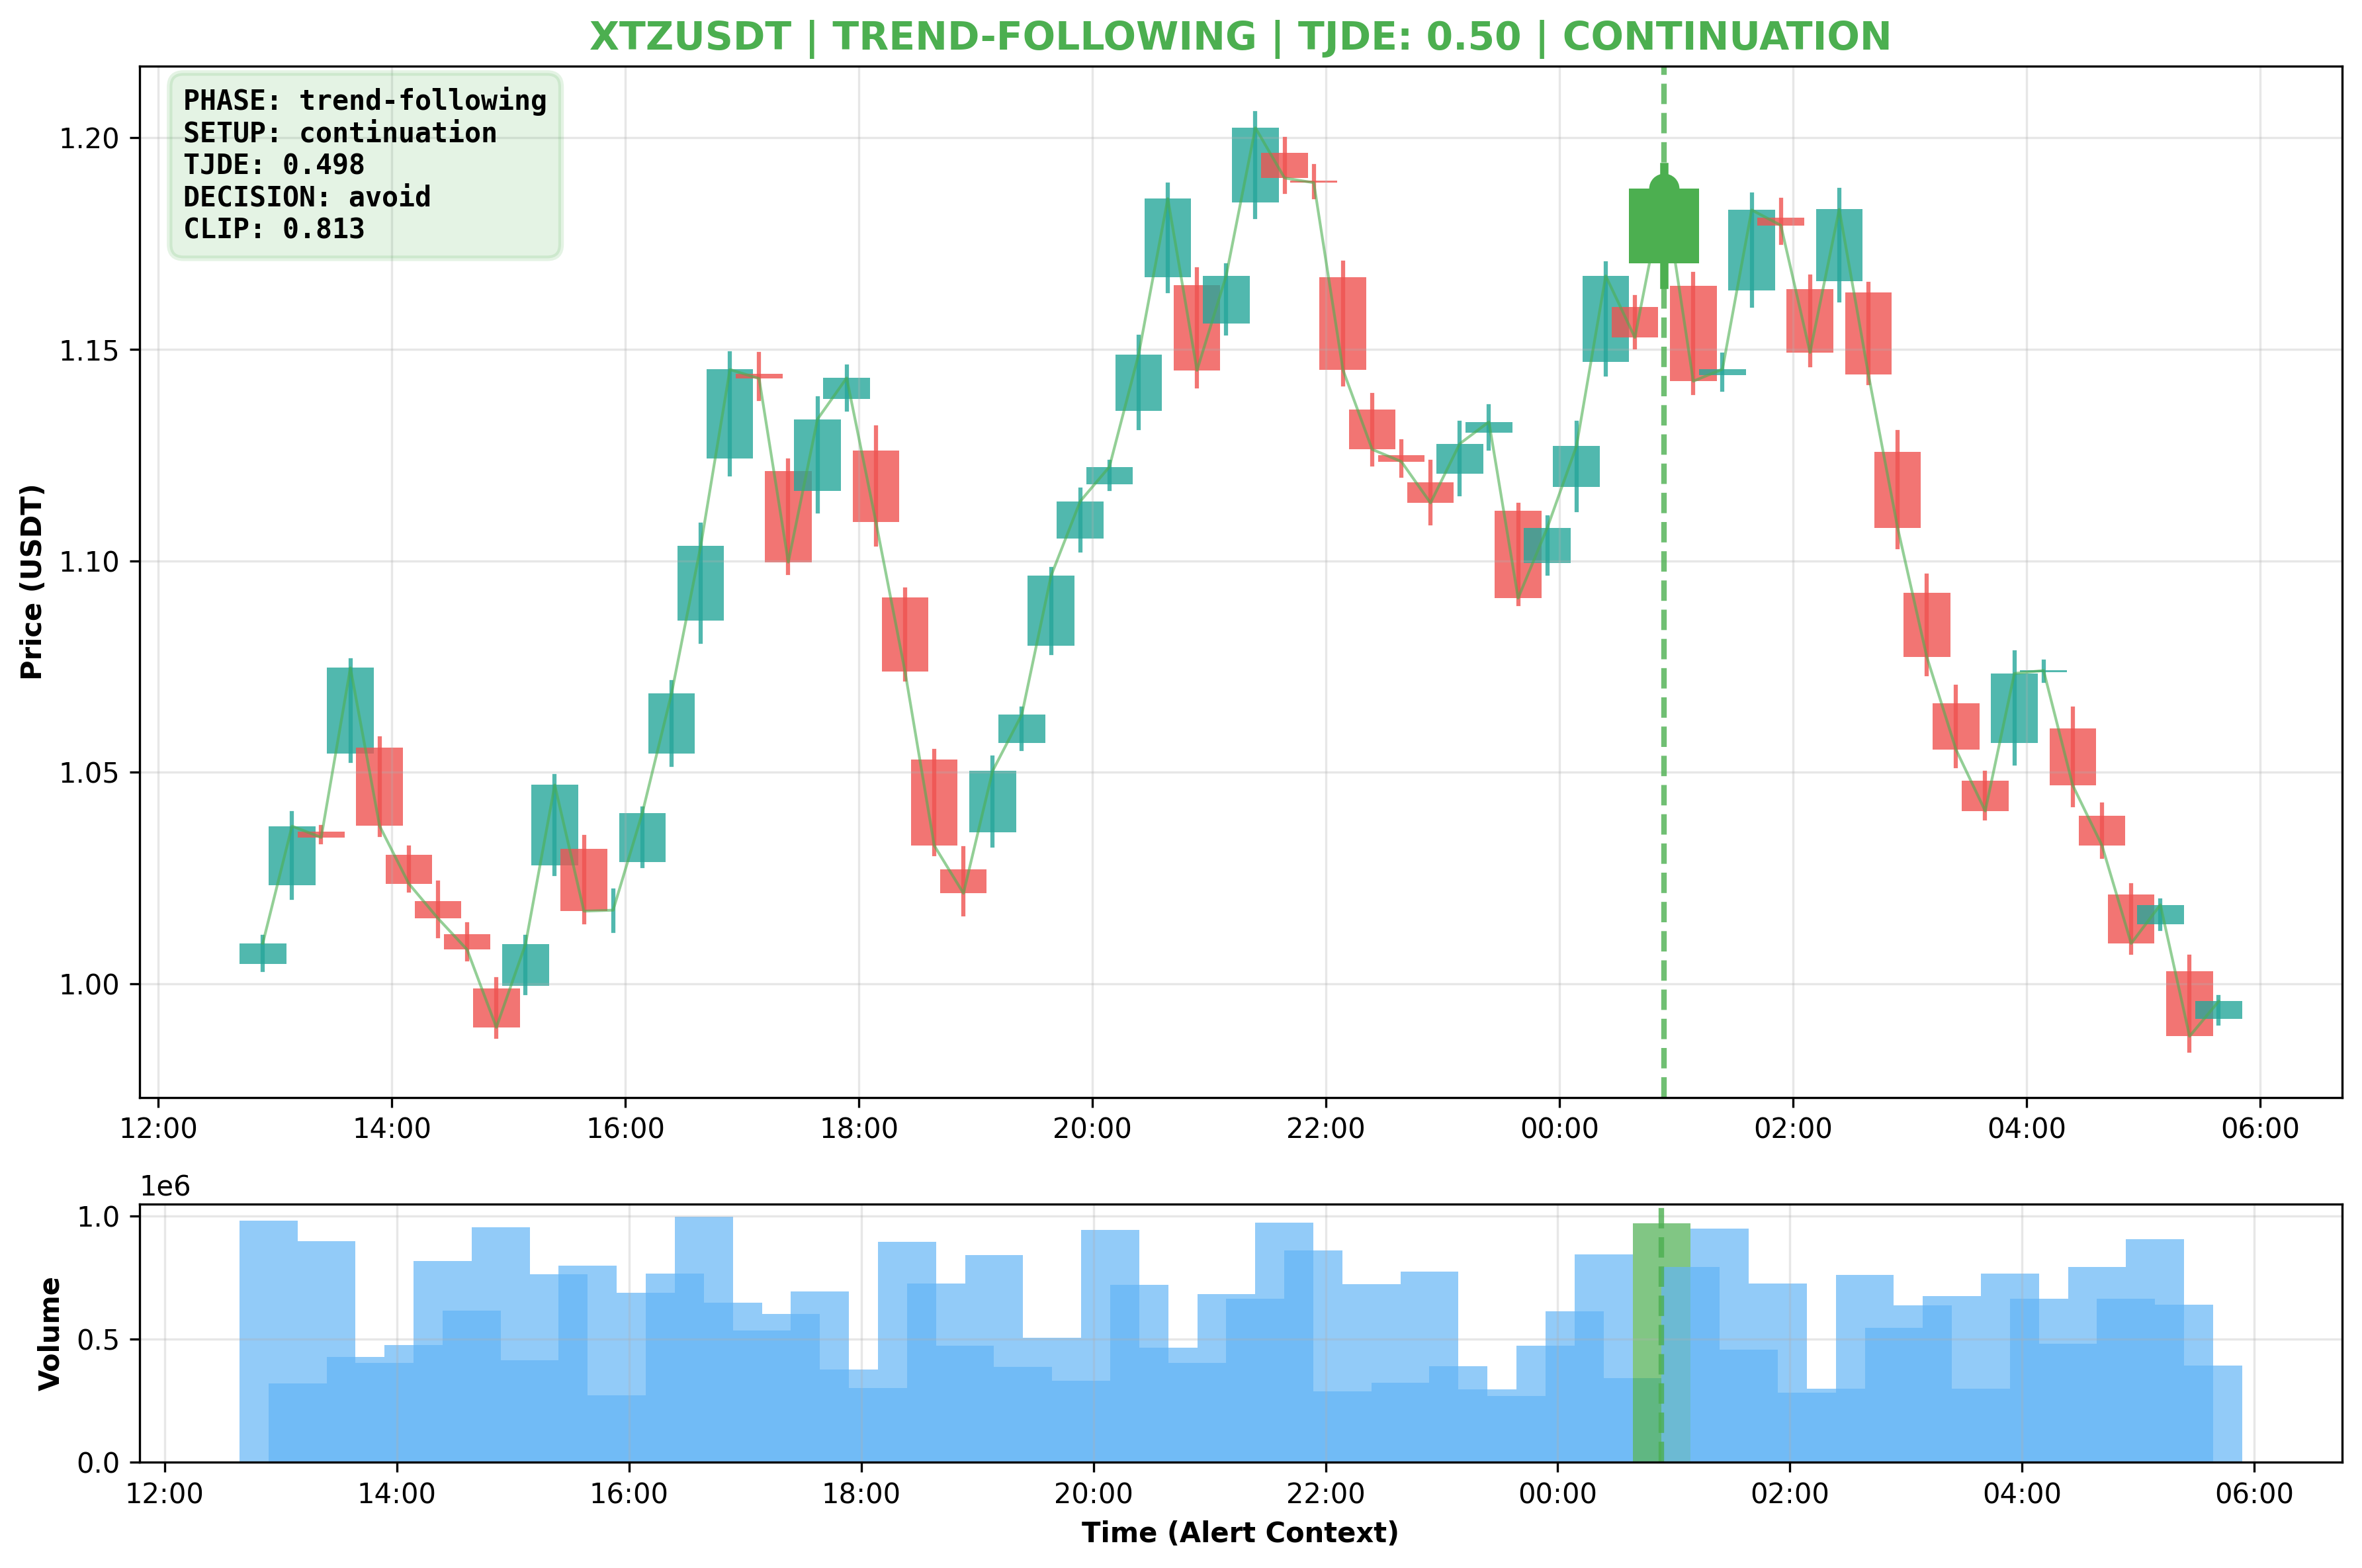 XTZUSDT | TREND-FOLLOWING | TJDE: 0.50 | CONTINUATION
PHASE: trend-following
SETUP: continuation
TJDE: 0.498
DECISION: avoid
CLIP: 0.813
Price (USDT)
1.20
1.15
1.10
1.05
1.00
12:00 14:00 16:00 18:00 20:00 22:00 00:00 02:00 04:00 06:00
1e6
Volume
1.0
0.5
0.0
12:00 14:00 16:00 18:00 20:00 22:00 00:00 02:00 04:00 06:00
Time (Alert Context)